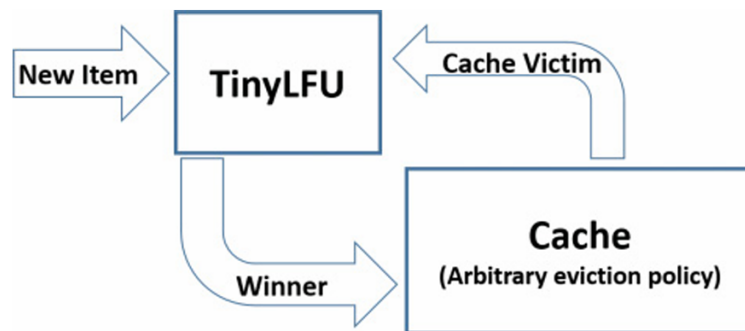 New Item
TinyLFU
Cache Victim
Winner
Cache
(Arbitrary eviction policy)